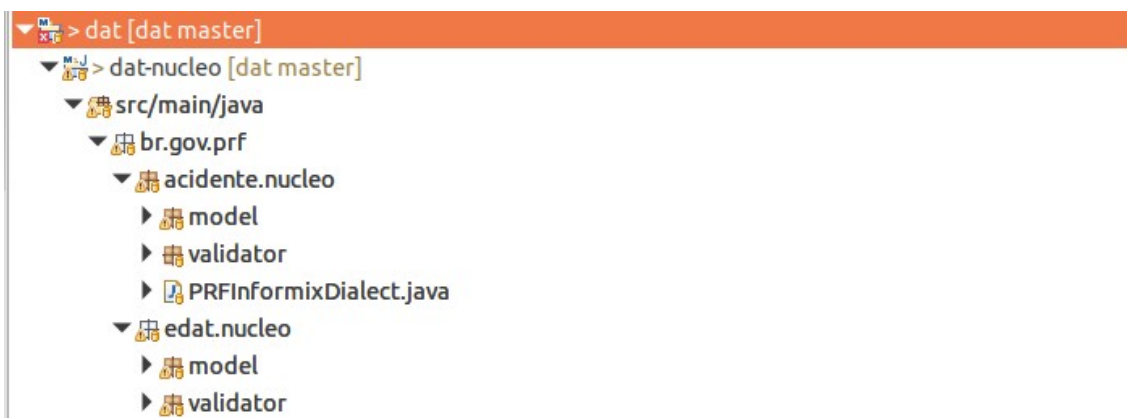 > dat [dat master]
> dat-nucleo [dat master]
src/main/java
br.gov.prf
acidente.nucleo
model
validator
PRFInformixDialect.java
edat.nucleo
model
validator